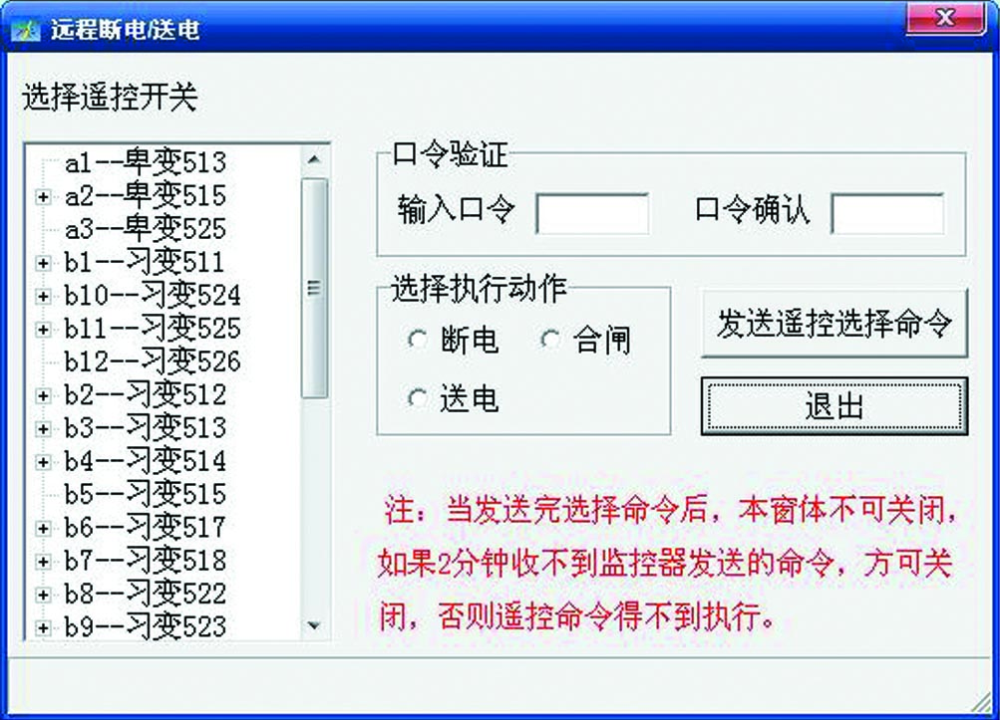 远程断电/送电
选择遥控开关
a1--卑变513
a2--卑变515
a3--卑变525
b1--习变511
b10--习变524
b11--习变525
b12--习变526
b2--习变512
b3--习变513
b4--习变514
b5--习变515
b6--习变517
b7--习变518
b8--习变522
b9--习变523
口令验证
输入口令 口令确认
选择执行动作
断电 合闸
送电
发送遥控选择命令
退出
注：当发送完选择命令后，本窗体不可关闭，
如果2分钟收不到监控器发送的命令，方可关
闭，否则遥控命令得不到执行。